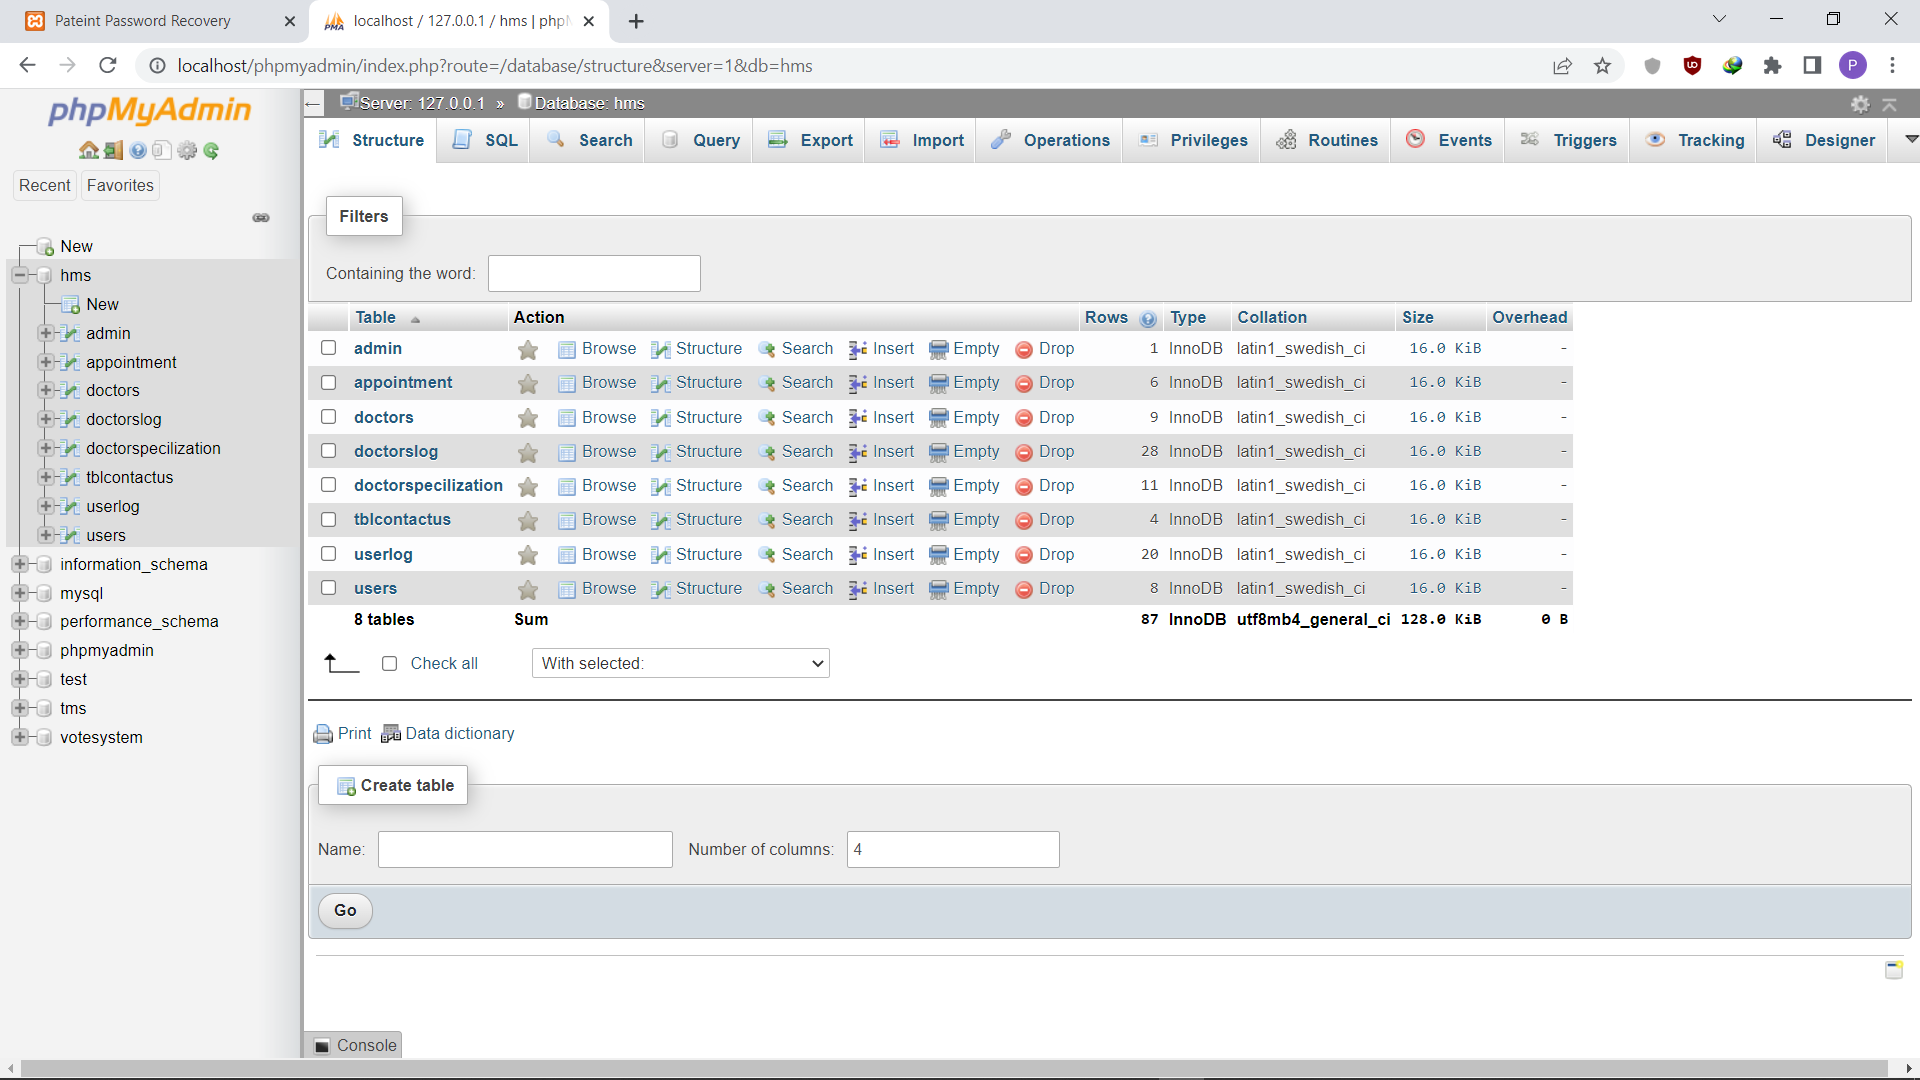 Pateint Password Recovery
localhost / 127.0.0.1 / hms | phpM
localhost/phpmyadmin/index.php?route=/database/structure&server=1&db=hms
P
phpMyAdmin
Recent Favorites
New
hms
New
admin
appointment
doctors
doctorslog
doctorspecilization
tblcontactus
userlog
users
information_schema
mysql
performance_schema
phpmyadmin
test
tms
votesystem
Server: 127.0.0.1 » Database: hms
Structure SQL Search Query Export Import Operations Privileges Routines Events Triggers Tracking Designer
Filters
Containing the word:
Table Action Rows Type Collation Size Overhead
admin Browse Structure Search Insert Empty Drop 1 InnoDB latin1_swedish_ci 16.0 KiB -
appointment Browse Structure Search Insert Empty Drop 6 InnoDB latin1_swedish_ci 16.0 KiB -
doctors Browse Structure Search Insert Empty Drop 9 InnoDB latin1_swedish_ci 16.0 KiB -
doctorslog Browse Structure Search Insert Empty Drop 28 InnoDB latin1_swedish_ci 16.0 KiB -
doctorspecilization Browse Structure Search Insert Empty Drop 11 InnoDB latin1_swedish_ci 16.0 KiB -
tblcontactus Browse Structure Search Insert Empty Drop 4 InnoDB latin1_swedish_ci 16.0 KiB -
userlog Browse Structure Search Insert Empty Drop 20 InnoDB latin1_swedish_ci 16.0 KiB -
users Browse Structure Search Insert Empty Drop 8 InnoDB latin1_swedish_ci 16.0 KiB -
8 tables Sum 87 InnoDB utf8mb4_general_ci 128.0 KiB 0 B
Check all With selected:
Print Data dictionary
Create table
Name: Number of columns: 4
Go
Console